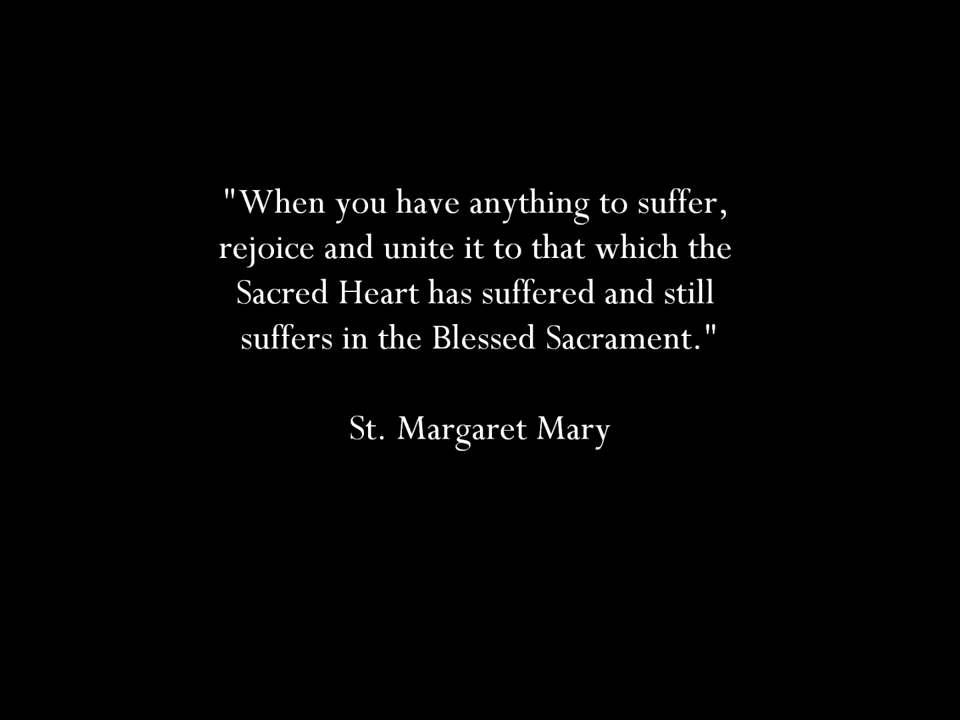 "When you have anything to suffer,
rejoice and unite it to that which the
Sacred Heart has suffered and still
suffers in the Blessed Sacrament."
St. Margaret Mary